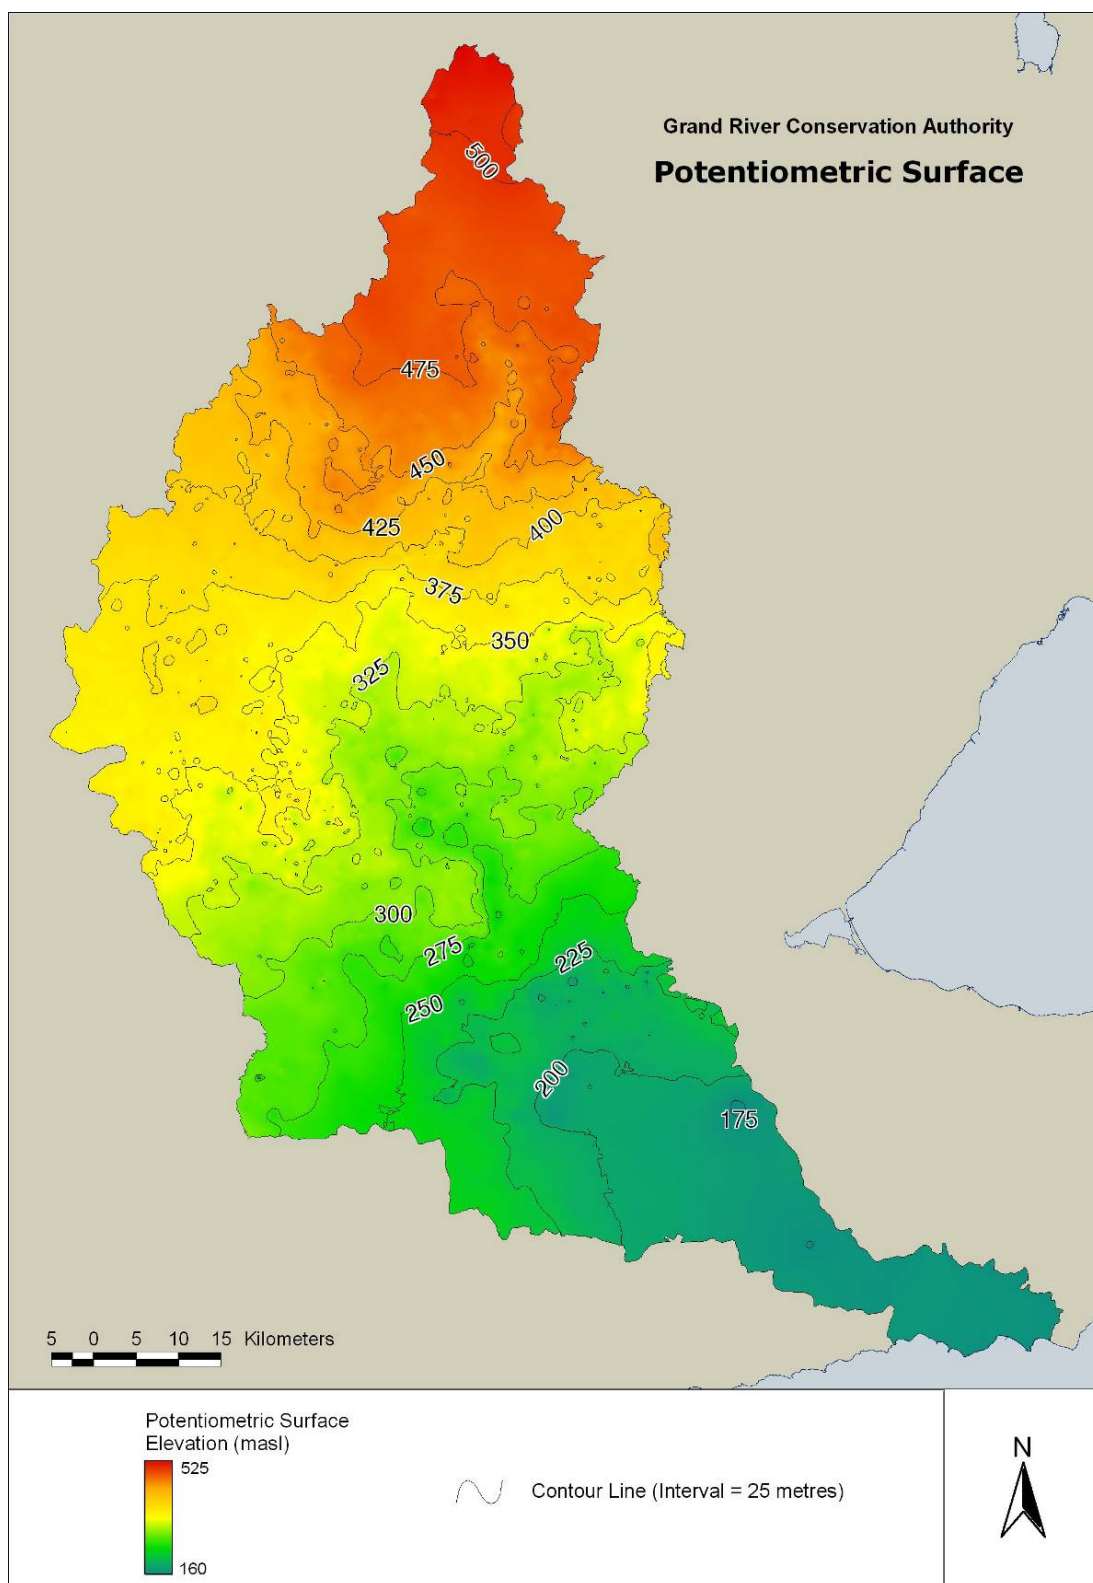 Grand River Conservation Authority
Potentiometric Surface
500
475
450
425
400
375
350
325
300
275
225
250
200
175
5 0 5 10 15 Kilometers
Potentiometric Surface
Elevation (masl)
525
160
Contour Line (Interval = 25 metres)
N